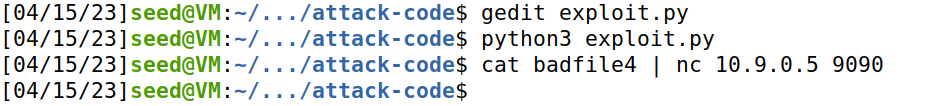 [04/15/23]seed@VM:~/.../attack-code$ gedit exploit.py
[04/15/23]seed@VM:~/.../attack-code$ python3 exploit.py
[04/15/23]seed@VM:~/.../attack-code$ cat badfile4 | nc 10.9.0.5 9090
[04/15/23]seed@VM:~/.../attack-code$